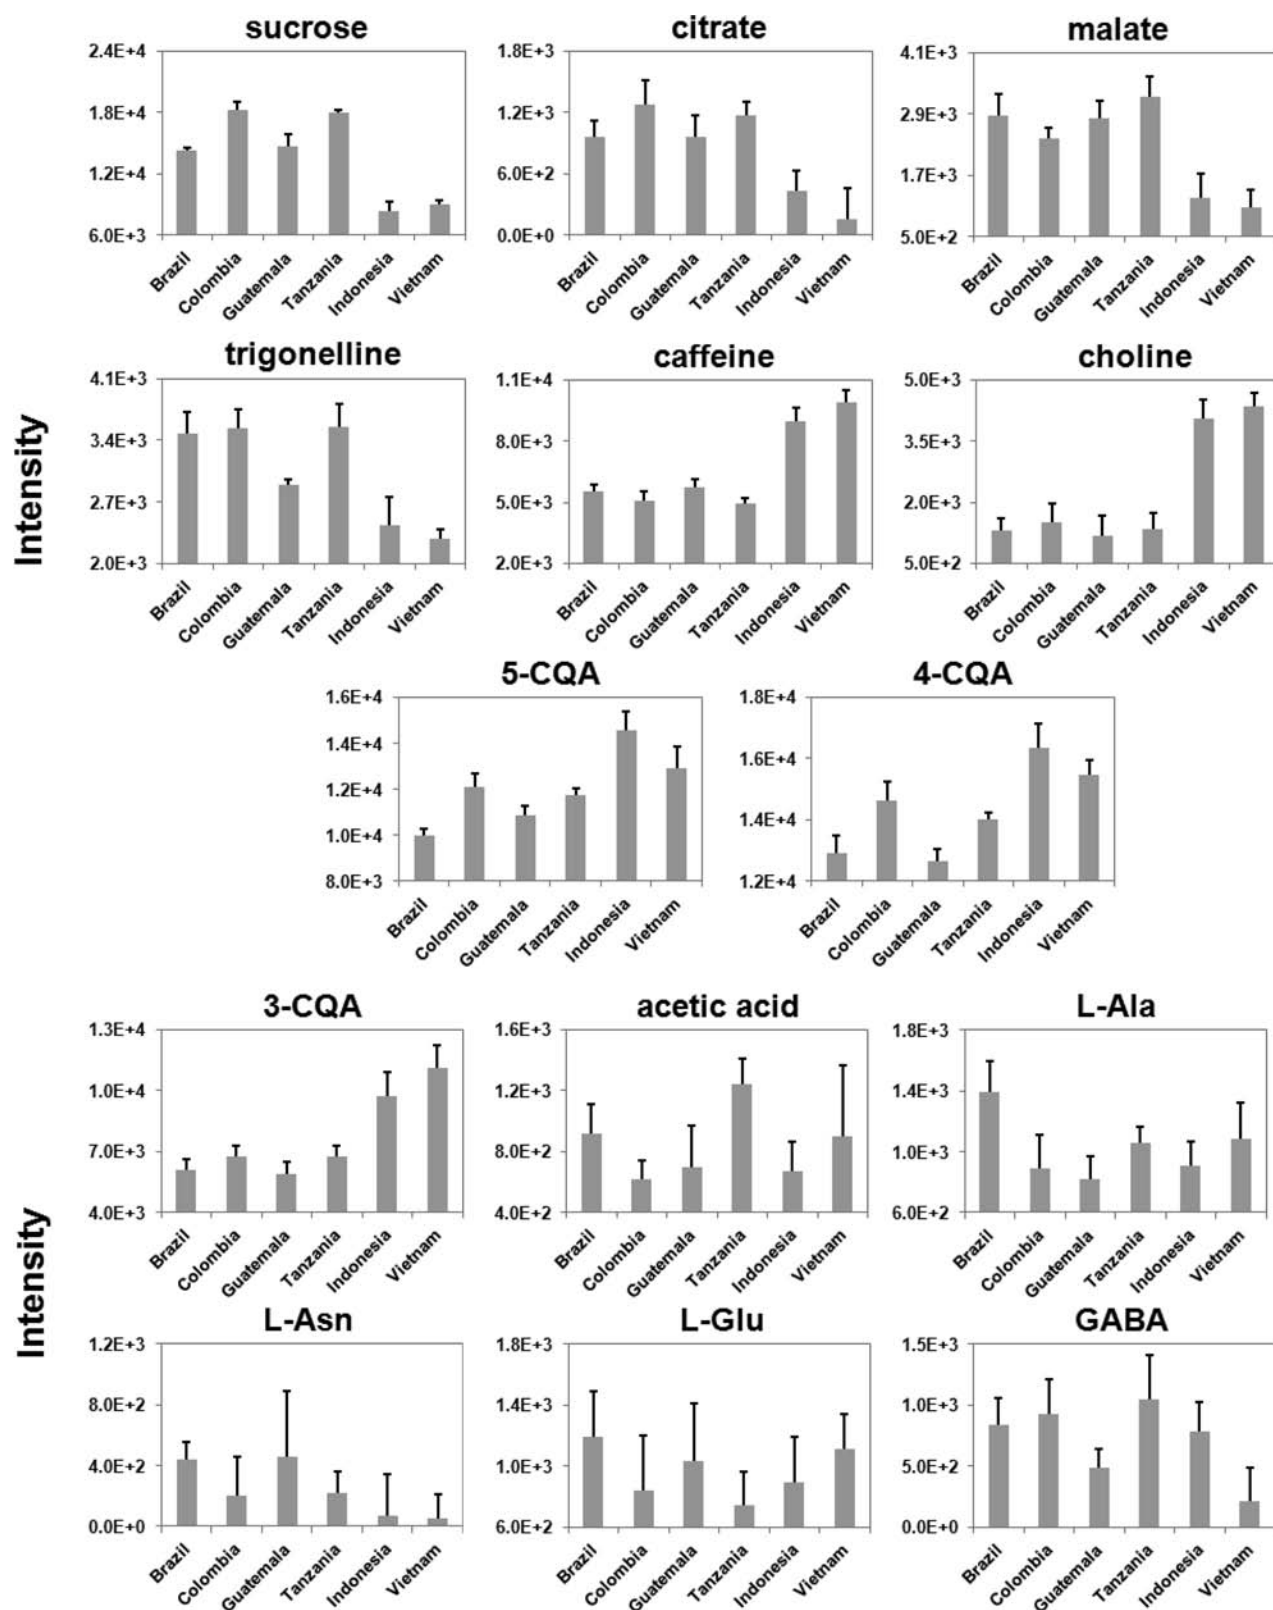 sucrose
2.4E+4
1.8E+4
1.2E+4
6.0E+3
Brazil
Colombia
Guatemala
Tanzania
Indonesia
Vietnam
citrate
1.8E+3
1.2E+3
6.0E+2
0.0E+0
Brazil
Colombia
Guatemala
Tanzania
Indonesia
Vietnam
malate
4.1E+3
2.9E+3
1.7E+3
5.0E+2
Brazil
Colombia
Guatemala
Tanzania
Indonesia
Vietnam
Intensity
trigonelline
4.1E+3
3.4E+3
2.7E+3
2.0E+3
Brazil
Colombia
Guatemala
Tanzania
Indonesia
Vietnam
caffeine
1.1E+4
8.0E+3
5.0E+3
2.0E+3
Brazil
Colombia
Guatemala
Tanzania
Indonesia
Vietnam
choline
5.0E+3
3.5E+3
2.0E+3
5.0E+2
Brazil
Colombia
Guatemala
Tanzania
Indonesia
Vietnam
5-CQA
1.6E+4
1.4E+4
1.2E+4
1.0E+4
8.0E+3
Brazil
Colombia
Guatemala
Tanzania
Indonesia
Vietnam
4-CQA
1.8E+4
1.6E+4
1.4E+4
1.2E+4
Brazil
Colombia
Guatemala
Tanzania
Indonesia
Vietnam
3-CQA
1.3E+4
1.0E+4
7.0E+3
4.0E+3
Brazil
Colombia
Guatemala
Tanzania
Indonesia
Vietnam
acetic acid
1.6E+3
1.2E+3
8.0E+2
4.0E+2
Brazil
Colombia
Guatemala
Tanzania
Indonesia
Vietnam
L-Ala
1.8E+3
1.4E+3
1.0E+3
6.0E+2
Brazil
Colombia
Guatemala
Tanzania
Indonesia
Vietnam
Intensity
L-Asn
1.2E+3
8.0E+2
4.0E+2
0.0E+0
Brazil
Colombia
Guatemala
Tanzania
Indonesia
Vietnam
L-Glu
1.8E+3
1.4E+3
1.0E+3
6.0E+2
Brazil
Colombia
Guatemala
Tanzania
Indonesia
Vietnam
GABA
1.5E+3
1.0E+3
5.0E+2
0.0E+0
Brazil
Colombia
Guatemala
Tanzania
Indonesia
Vietnam